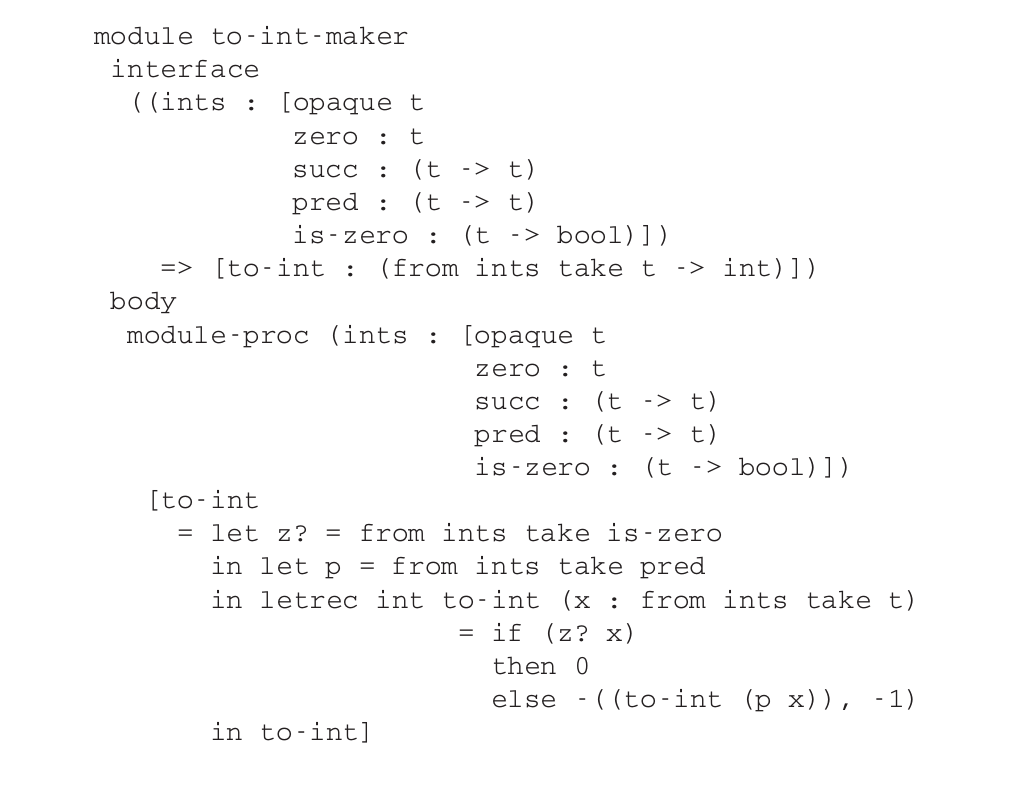 module to-int-maker
interface
((ints : [opaque t
zero : t
succ : (t -> t)
pred : (t -> t)
is-zero : (t -> bool)])
=> [to-int : (from ints take t -> int)])
body
module-proc (ints : [opaque t
zero : t
succ : (t -> t)
pred : (t -> t)
is-zero : (t -> bool)])
[to-int
= let z? = from ints take is-zero
in let p = from ints take pred
in letrec int to-int (x : from ints take t)
= if (z? x)
then 0
else -((to-int (p x)), -1)
in to-int]